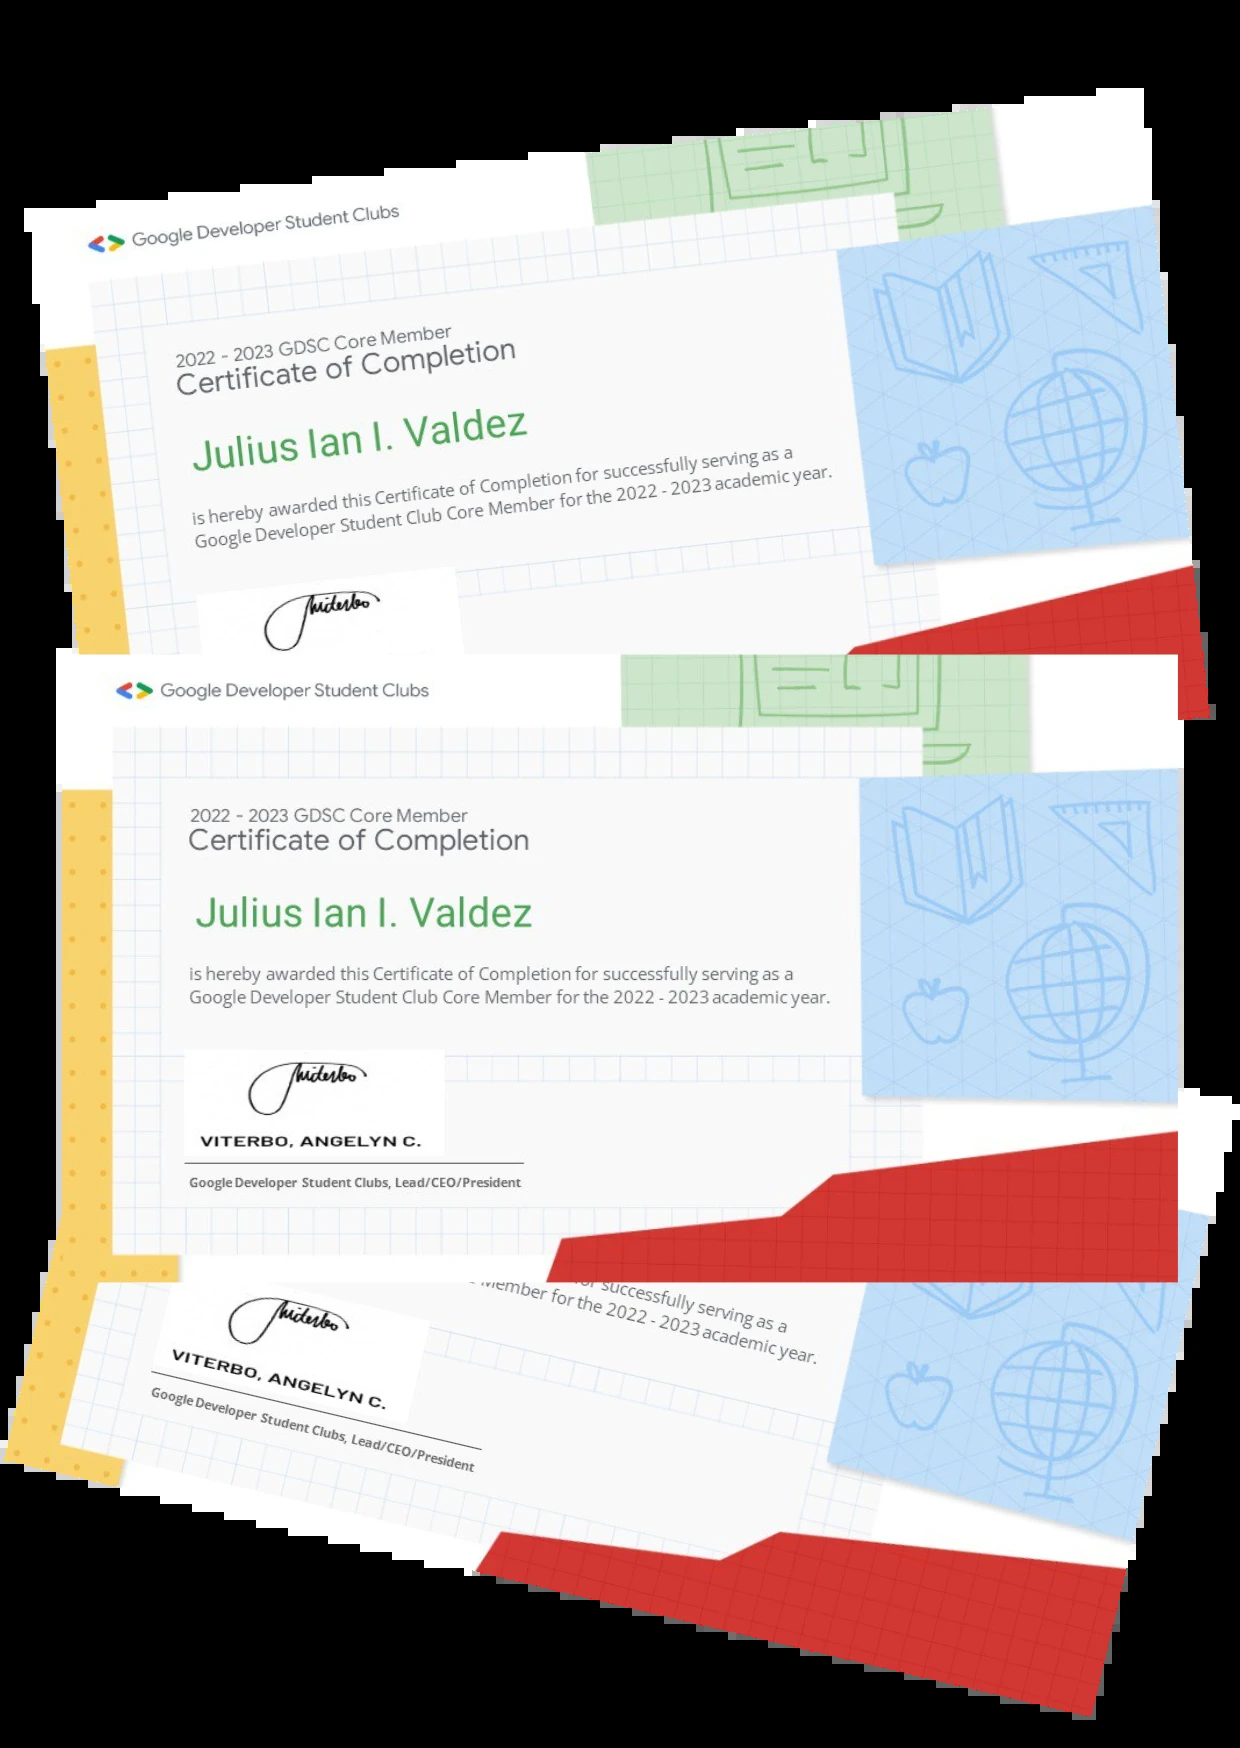 Google Developer Student Clubs
2022 - 2023 GDSC Core Member
Certificate of Completion
Julius Ian I. Valdez
is hereby awarded this Certificate of Completion for successfully serving as a
Google Developer Student Club Core Member for the 2022 - 2023 academic year.
Viterbo
Google Developer Student Clubs
2022 - 2023 GDSC Core Member
Certificate of Completion
Julius Ian I. Valdez
is hereby awarded this Certificate of Completion for successfully serving as a
Google Developer Student Club Core Member for the 2022 - 2023 academic year.
Viterbo
VITERBO, ANGELYN C.
Google Developer Student Clubs, Lead/CEO/President
for successfully serving as a
Member for the 2022 - 2023 academic year.
Viterbo
VITERBO, ANGELYN C.
Google Developer Student Clubs, Lead/CEO/President